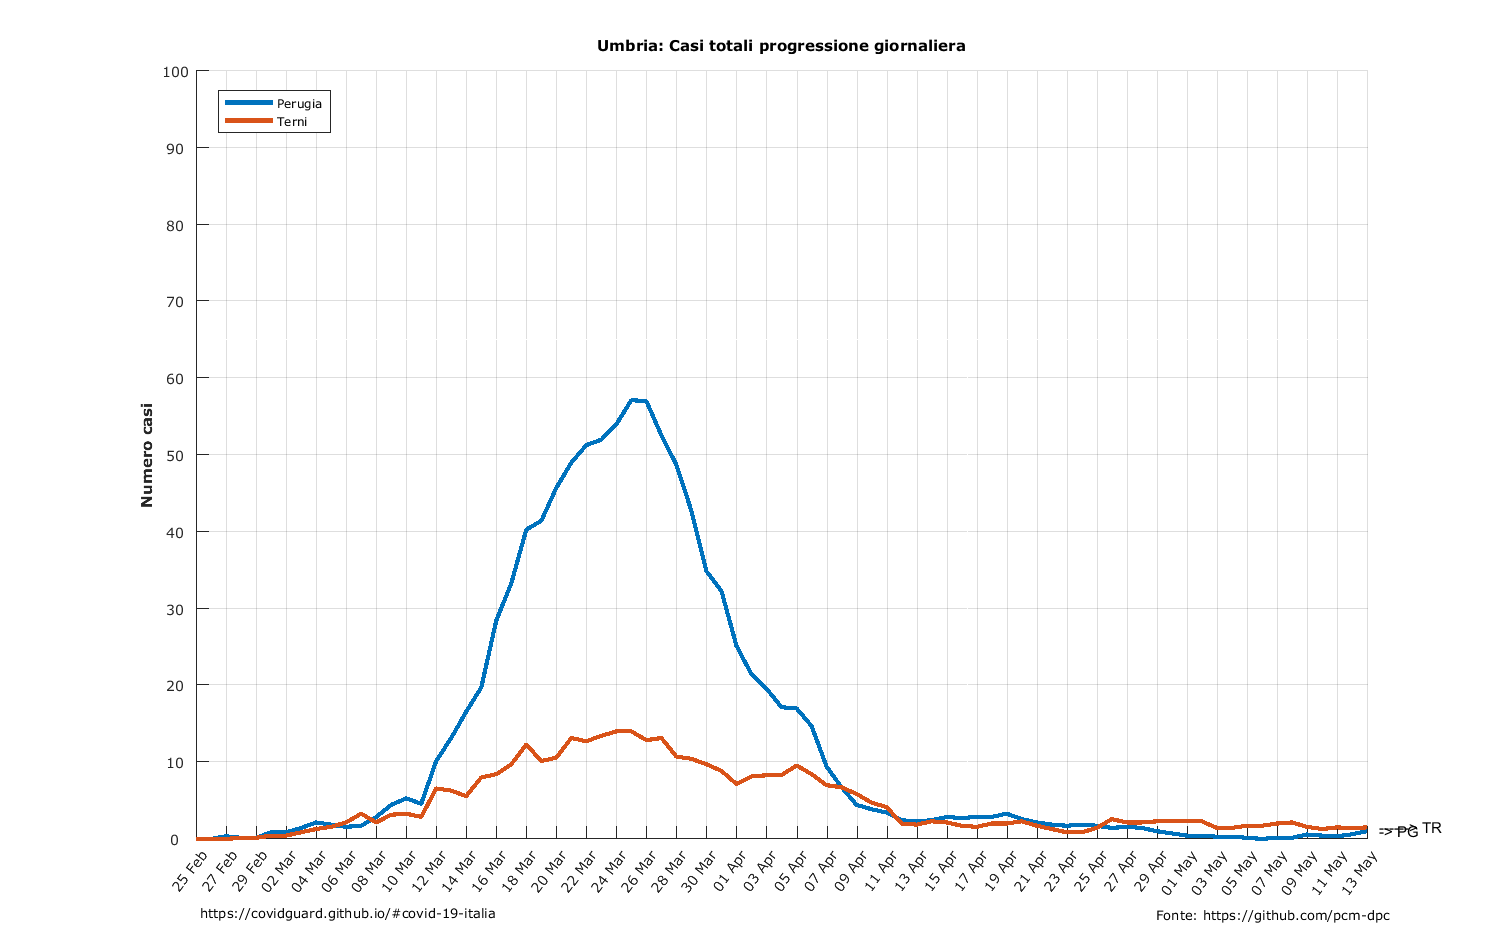 Umbria: Casi totali progressione giornaliera
Perugia
Terni
Numero casi
100
90
80
70
60
50
40
30
20
10
0
25 Feb
27 Feb
29 Feb
02 Mar
04 Mar
06 Mar
08 Mar
10 Mar
12 Mar
14 Mar
16 Mar
18 Mar
20 Mar
22 Mar
24 Mar
26 Mar
28 Mar
30 Mar
01 Apr
03 Apr
05 Apr
07 Apr
09 Apr
11 Apr
13 Apr
15 Apr
17 Apr
19 Apr
21 Apr
23 Apr
25 Apr
27 Apr
29 Apr
01 May
03 May
05 May
07 May
09 May
11 May
13 May
TR
-> PG
https://covidguard.github.io/#covid-19-italia
Fonte: https://github.com/pcm-dpc